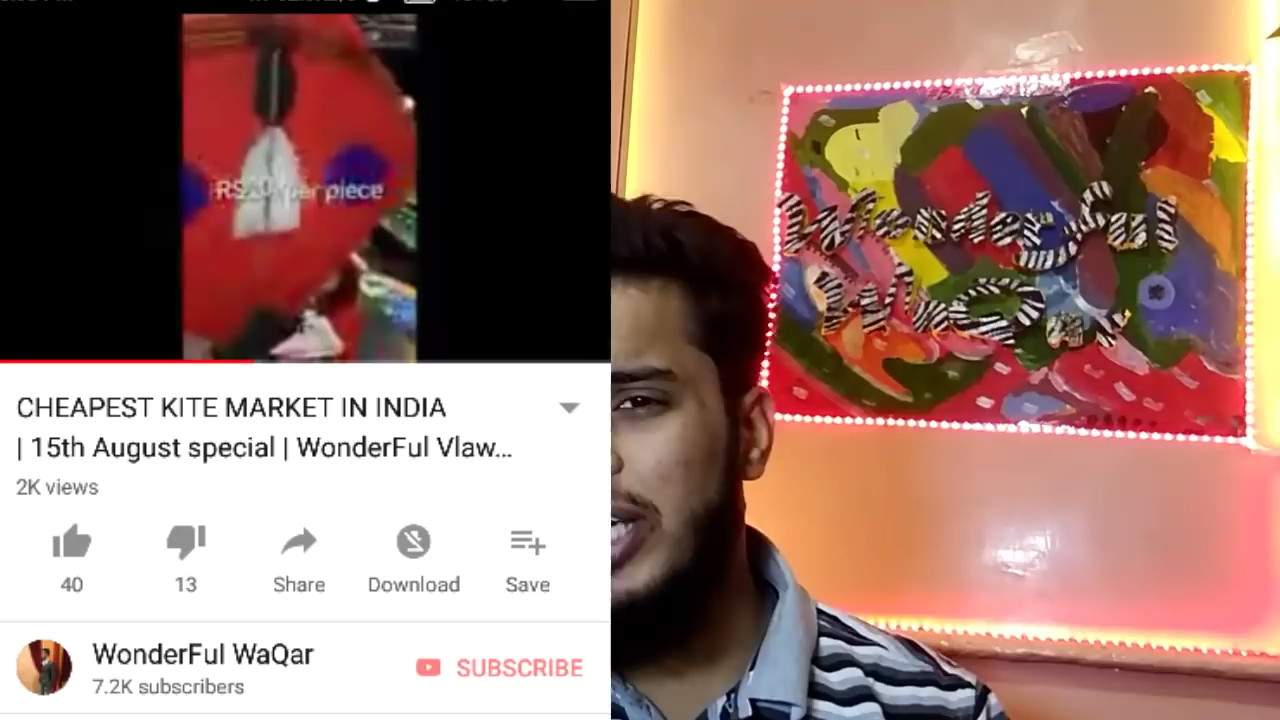 RS20/per piece
CHEAPEST KITE MARKET IN INDIA
| 15th August special | WonderFul Vlaw...
2K views
40
13
Share
Download
Save
WonderFul WaQar
7.2K subscribers
SUBSCRIBE
Wonderful
WaQar